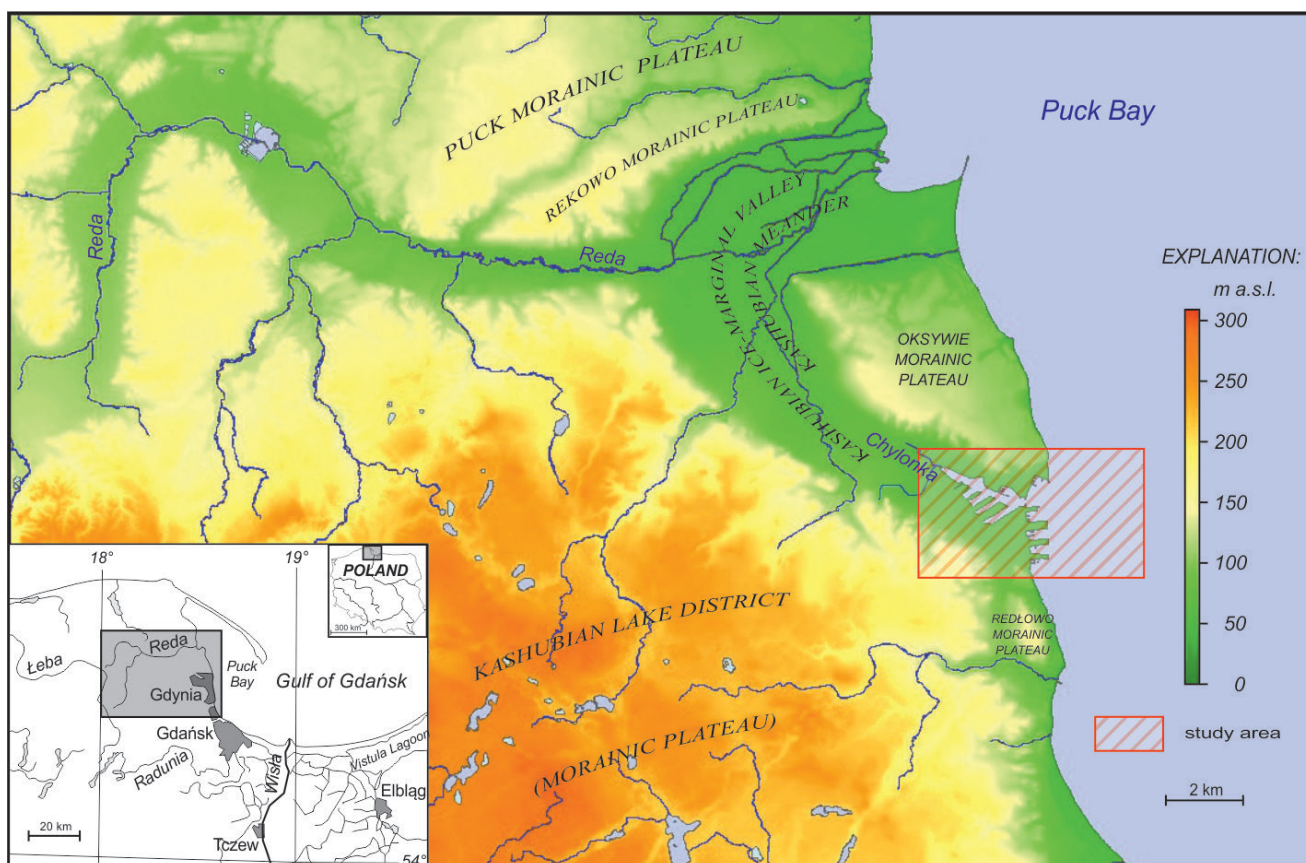 PUCK MORAINIC PLATEAU
Puck Bay
REKOWO MORAINIC PLATEAU
Reda
Reda
KASHUBIAN ICE-MARGINAL VALLEY
KASHUBIAN MEANDER
OKSYWIE
MORAINIC
PLATEAU
Chylonka
KASHUBIAN LAKE DISTRICT
(MORAINIC PLATEAU)
REDŁOWO
MORAINIC
PLATEAU
EXPLANATION:
m a.s.l.
300
250
200
150
100
50
0
study area
2 km
18°
19°
POLAND
300 km
Łeba
Reda
Puck
Bay
Gdynia
Gulf of Gdańsk
Gdańsk
Radunia
Wisła
Vistula Lagoon
Elbląg
20 km
Tczew
54°